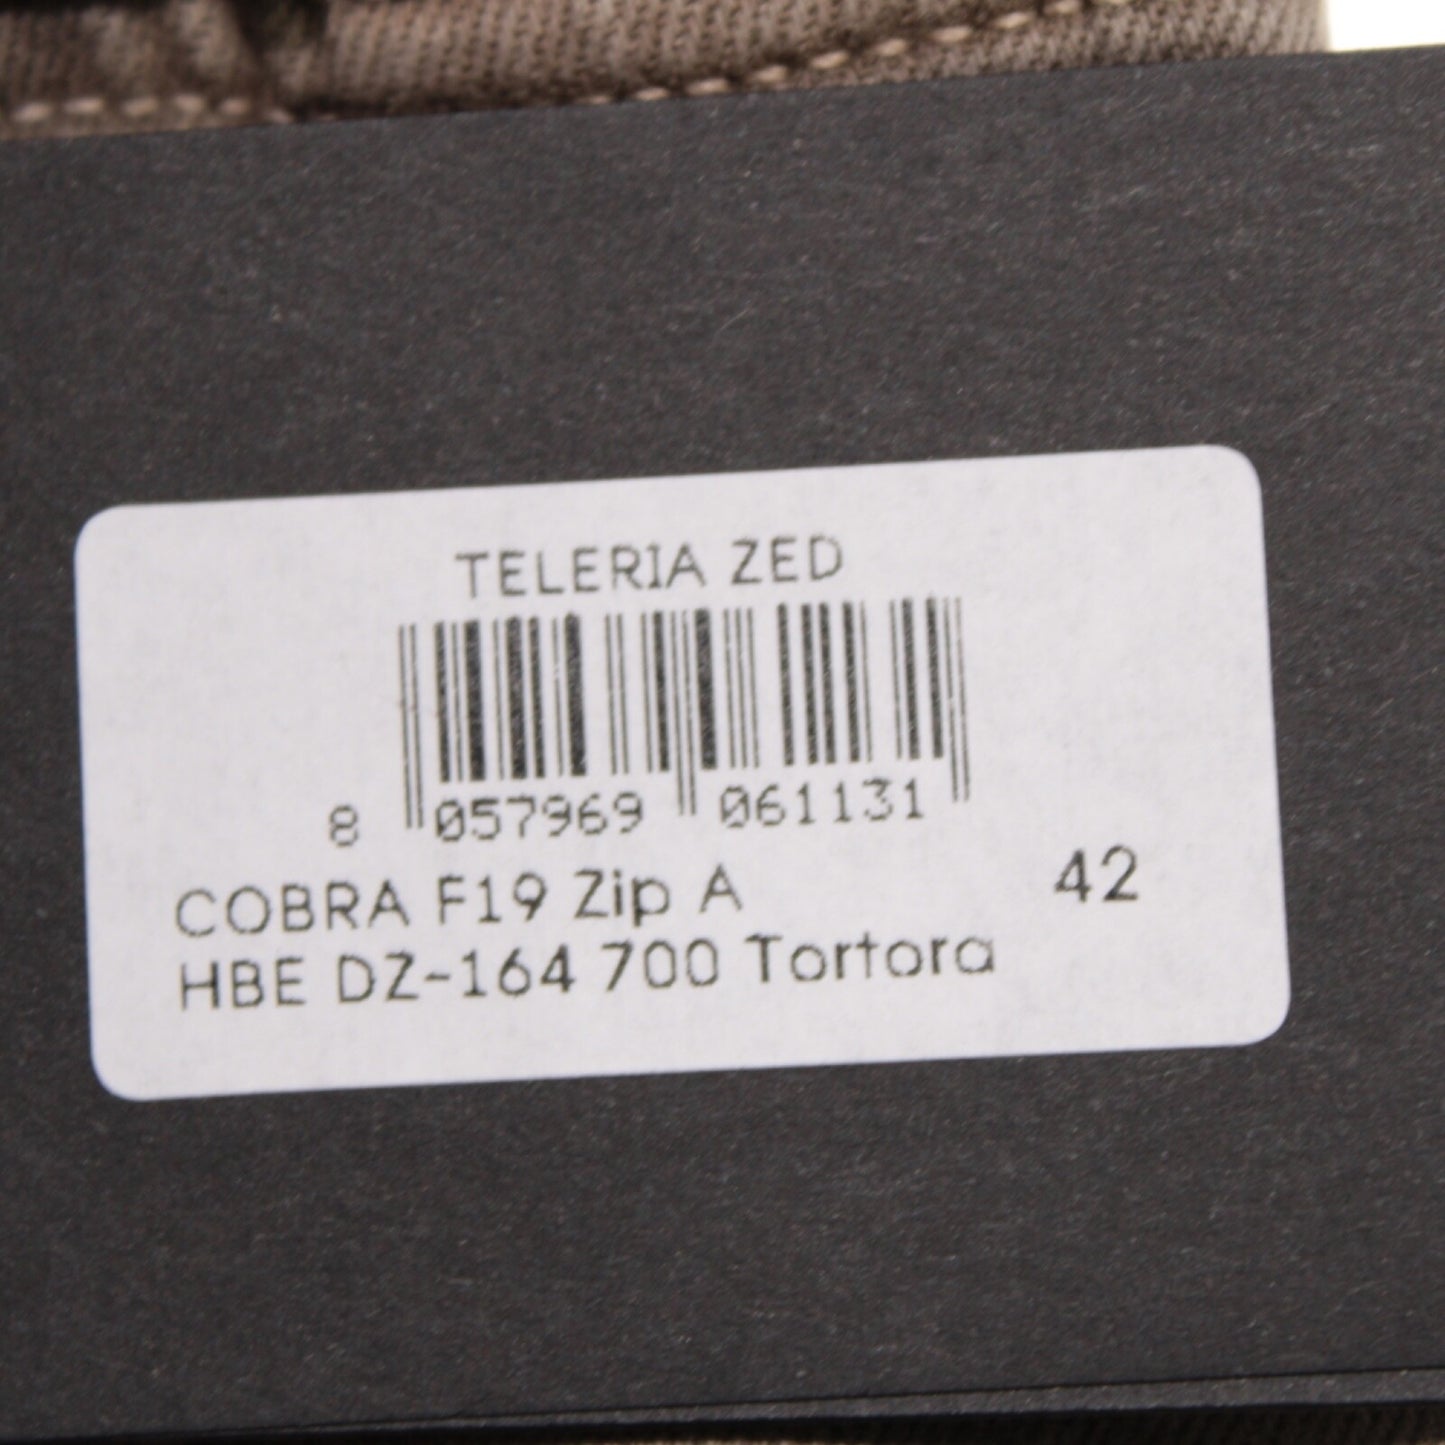 TELERIA ZED
8 057969 061131
COBRA F19 Zip A 42
HBE DZ-164 700 Tortora